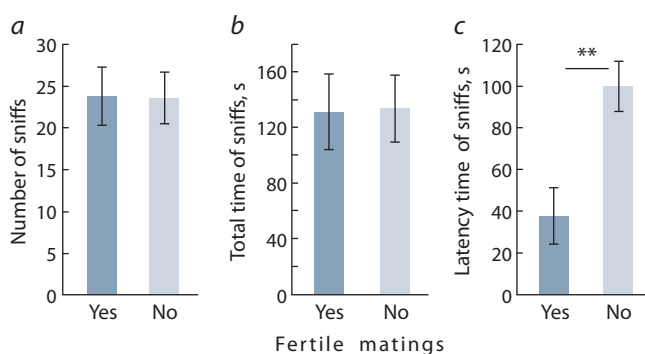 a
b
c
Number of sniffs
30
25
20
15
10
5
0
Yes
No
Total time of sniffs, s
160
120
80
40
0
Yes
No
Latency time of sniffs, s
120
100
80
60
40
20
0
**
Yes
No
Fertile matings